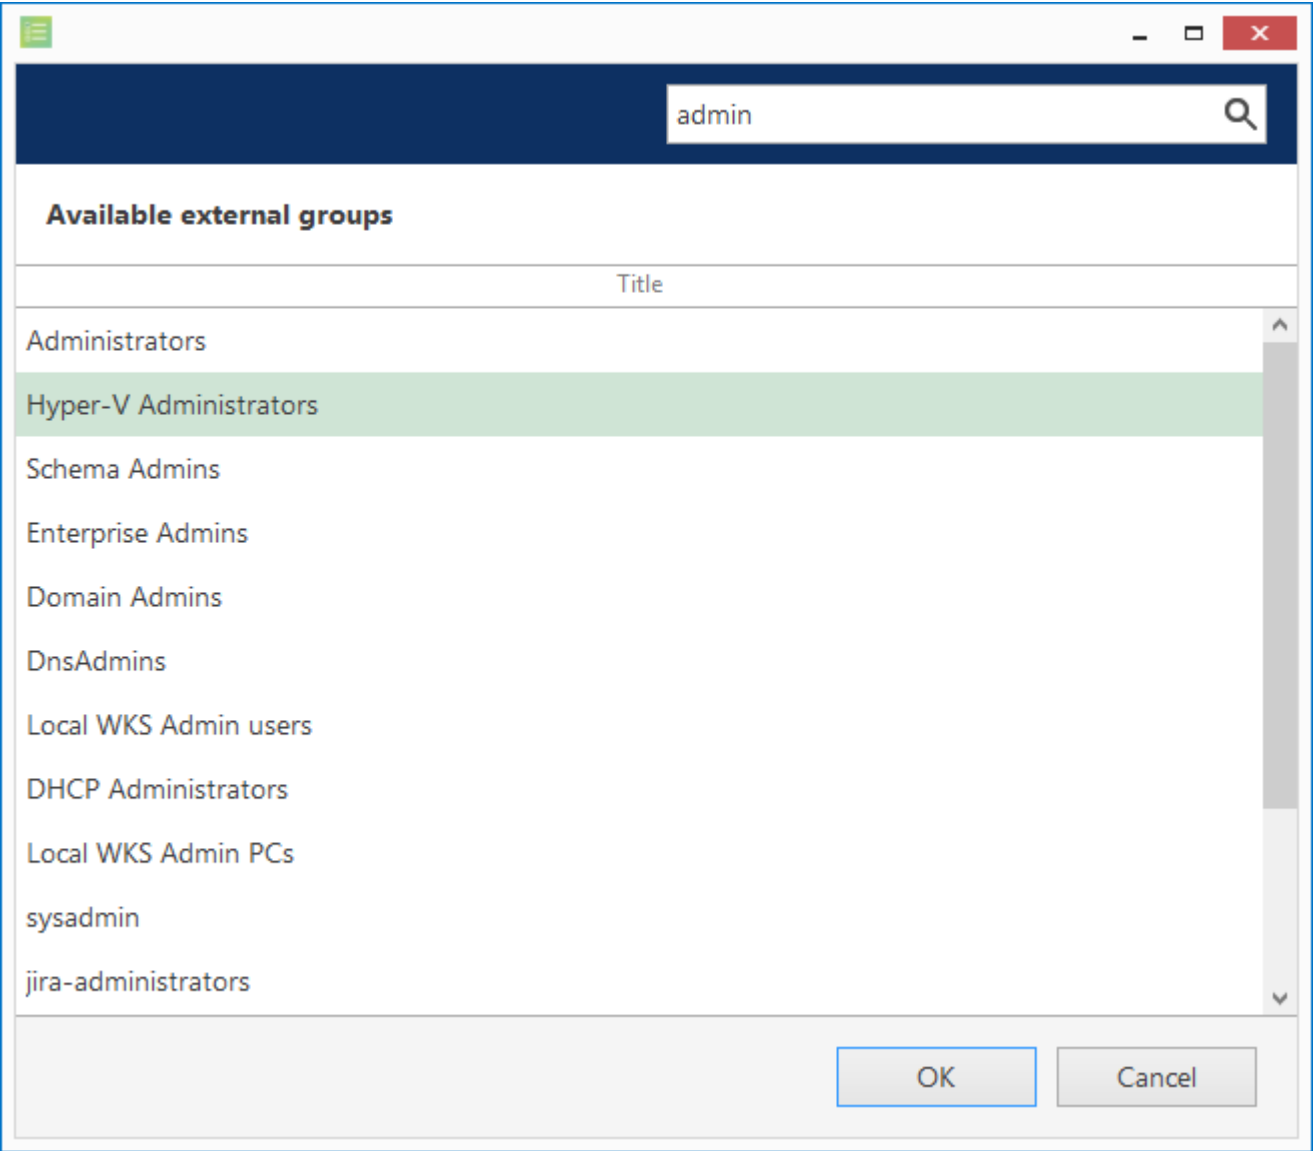 admin
Available external groups
Title
Administrators
Hyper-V Administrators
Schema Admins
Enterprise Admins
Domain Admins
DnsAdmins
Local WKS Admin users
DHCP Administrators
Local WKS Admin PCs
sysadmin
jira-administrators
OK Cancel